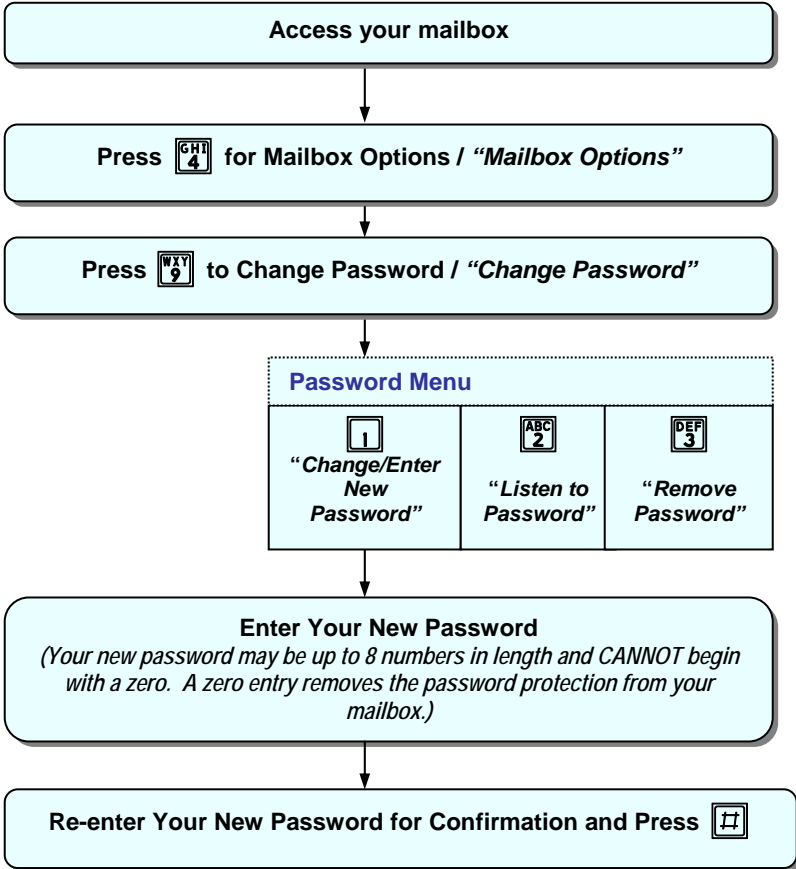 Access your mailbox
Press GHI 4 for Mailbox Options / "Mailbox Options"
Press WXY 9 to Change Password / "Change Password"
Password Menu
1
"Change/Enter
New
Password"
ABC 2
"Listen to
Password"
DEF 3
"Remove
Password"
Enter Your New Password
(Your new password may be up to 8 numbers in length and CANNOT begin
with a zero.  A zero entry removes the password protection from your
mailbox.)
Re-enter Your New Password for Confirmation and Press #